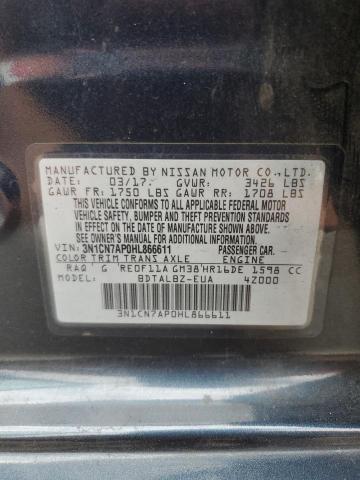 MANUFACTURED BY NISSAN MOTOR CO.,LTD.
DATE: 03/17 GVWR: 3426 LBS
GAWR FR: 1750 LBS GAWR RR: 1708 LBS
THIS VEHICLE CONFORMS TO ALL APPLICABLE FEDERAL MOTOR
VEHICLE SAFETY, BUMPER AND THEFT PREVENTION STANDARDS
IN EFFECT ON THE DATE OF MANUFACTURE SHOWN ABOVE.
SEE OWNER'S MANUAL FOR ADDITIONAL INFORMATION
VIN: 3N1CN7AP0HL866611 PASSENGER CAR.
COLOR TRIM TRANS AXLE ENGINE
RAQ G RE0F11A GM38 HR16DE 1598 CC
MODEL: BDTALBZ-EUA 4Z000
3N1CN7AP0HL866611